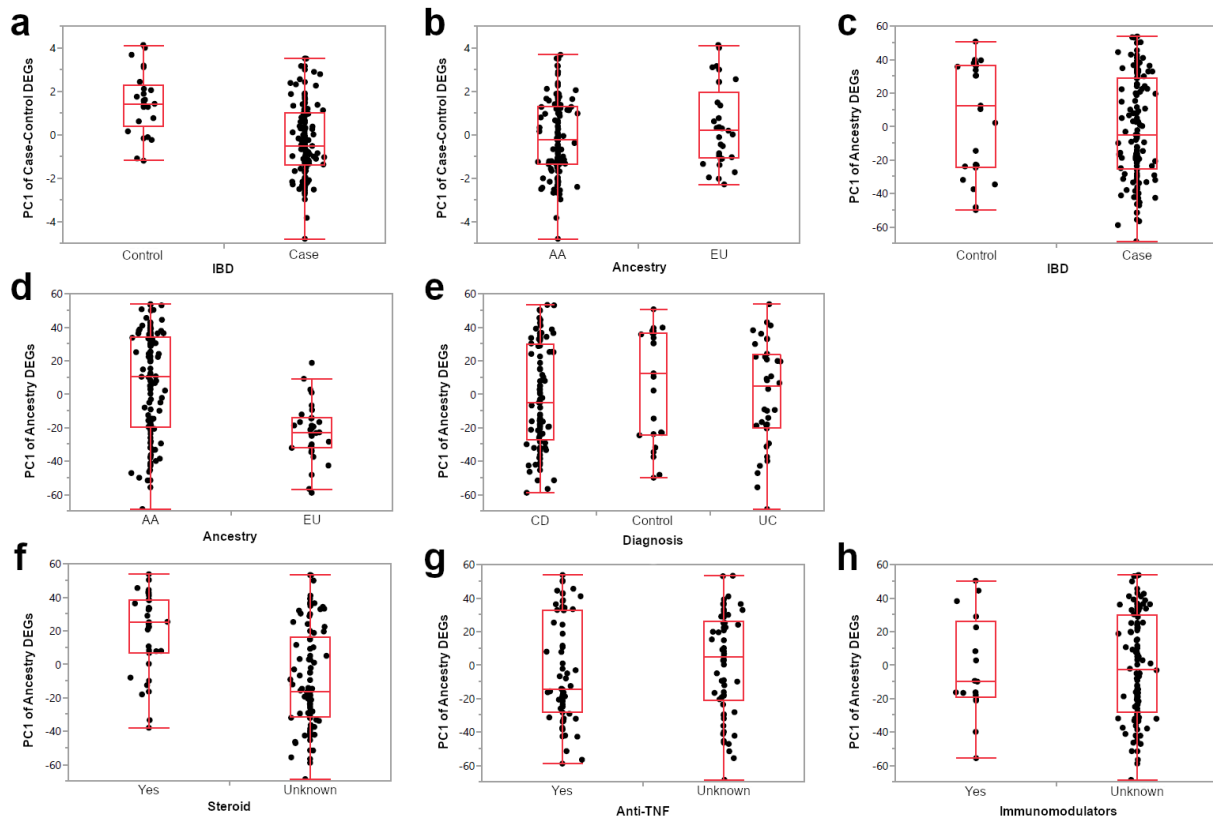 a
PC1 of Case-Control DEGs
4
2
0
-2
-4
Control
Case
IBD
b
PC1 of Case-Control DEGs
4
2
0
-2
-4
AA
EU
Ancestry
c
PC1 of Ancestry DEGs
60
40
20
0
-20
-40
-60
Control
Case
IBD
d
PC1 of Ancestry DEGs
60
40
20
0
-20
-40
-60
AA
EU
Ancestry
e
PC1 of Ancestry DEGs
60
40
20
0
-20
-40
-60
CD
Control
UC
Diagnosis
f
PC1 of Ancestry DEGs
60
40
20
0
-20
-40
-60
Yes
Unknown
Steroid
g
PC1 of Ancestry DEGs
60
40
20
0
-20
-40
-60
Yes
Unknown
Anti-TNF
h
PC1 of Ancestry DEGs
60
40
20
0
-20
-40
-60
Yes
Unknown
Immunomodulators